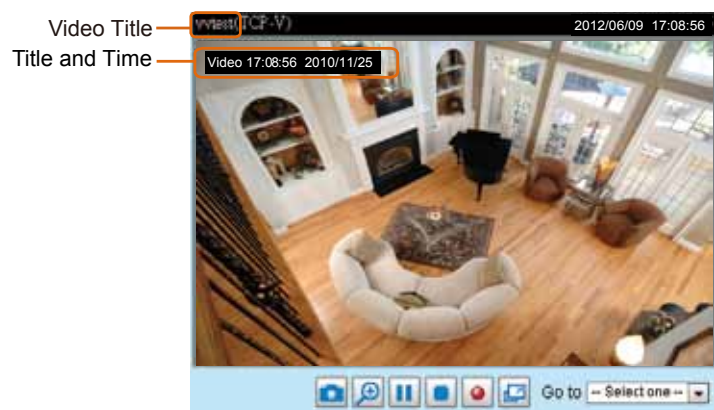 Video Title
vvtest(TCP-V)
2012/06/09 17:08:56
Title and Time
Video 17:08:56 2010/11/25
Go to -- Select one --